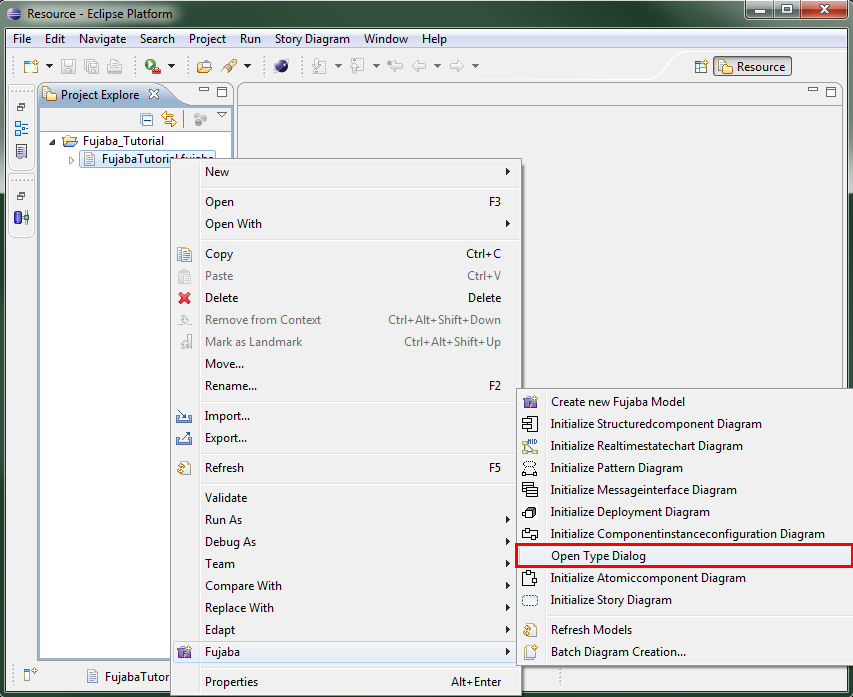 Resource - Eclipse Platform
File Edit Navigate Search Project Run Story Diagram Window Help
Resource
Project Explore
Fujaba_Tutorial
FujabaTutorial.fujaba
New
Open F3
Open With
Copy Ctrl+C
Paste Ctrl+V
Delete Delete
Remove from Context Ctrl+Alt+Shift+Down
Mark as Landmark Ctrl+Alt+Shift+Up
Move...
Rename... F2
Import...
Export...
Refresh F5
Validate
Run As
Debug As
Team
Compare With
Replace With
Edapt
Fujaba
Properties Alt+Enter
Create new Fujaba Model
Initialize Structuredcomponent Diagram
Initialize Realtimestatechart Diagram
Initialize Pattern Diagram
Initialize Messageinterface Diagram
Initialize Deployment Diagram
Initialize Componentinstanceconfiguration Diagram
Open Type Dialog
Initialize Atomiccomponent Diagram
Initialize Story Diagram
Refresh Models
Batch Diagram Creation...
FujabaTutor